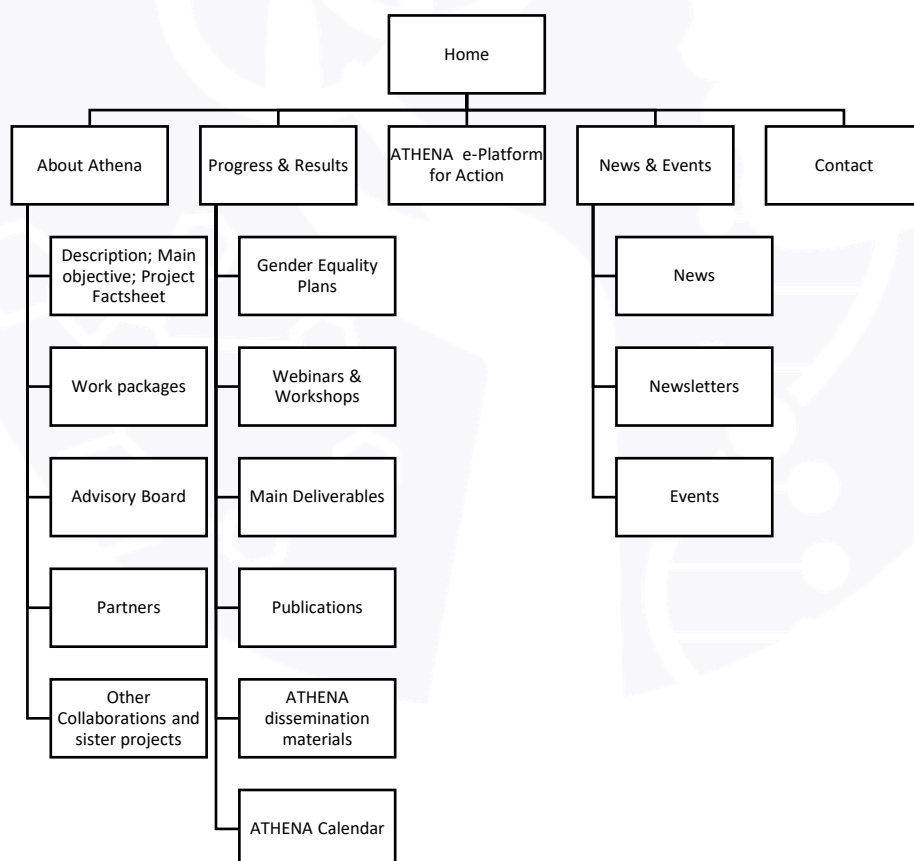 Home
About Athena
Progress & Results
ATHENA e-Platform
for Action
News & Events
Contact
Description; Main
objective; Project
Factsheet
Work packages
Advisory Board
Partners
Other
Collaborations and
sister projects
Gender Equality
Plans
Webinars &
Workshops
Main Deliverables
Publications
ATHENA
dissemination
materials
ATHENA Calendar
News
Newsletters
Events